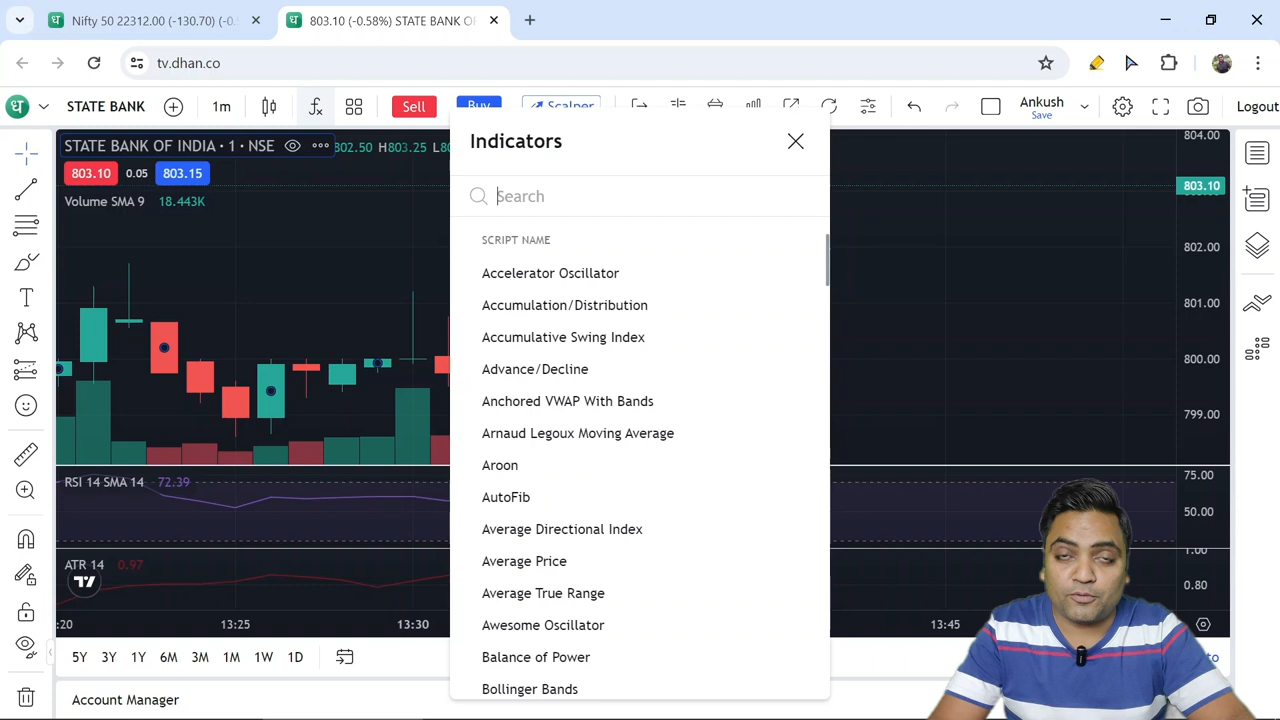 Nifty 50 22312.00 (-130.70) (-0.
803.10 (-0.58%) STATE BANK OF
tv.dhan.co
ध
STATE BANK
1m
Sell
Buy
Scalper
Ankush
Save
Logout
STATE BANK OF INDIA · 1 · NSE
802.50 H803.25 L80
803.10
0.05
803.15
Volume SMA 9 18.443K
Indicators
Search
SCRIPT NAME
Accelerator Oscillator
Accumulation/Distribution
Accumulative Swing Index
Advance/Decline
Anchored VWAP With Bands
Arnaud Legoux Moving Average
Aroon
AutoFib
Average Directional Index
Average Price
Average True Range
Awesome Oscillator
Balance of Power
Bollinger Bands
804.00
803.10
802.00
801.00
800.00
799.00
RSI 14 SMA 14 72.39
75.00
50.00
ATR 14 0.97
1.00
0.80
:20
13:25
13:30
13:45
5Y 3Y 1Y 6M 3M 1M 1W 1D
Account Manager